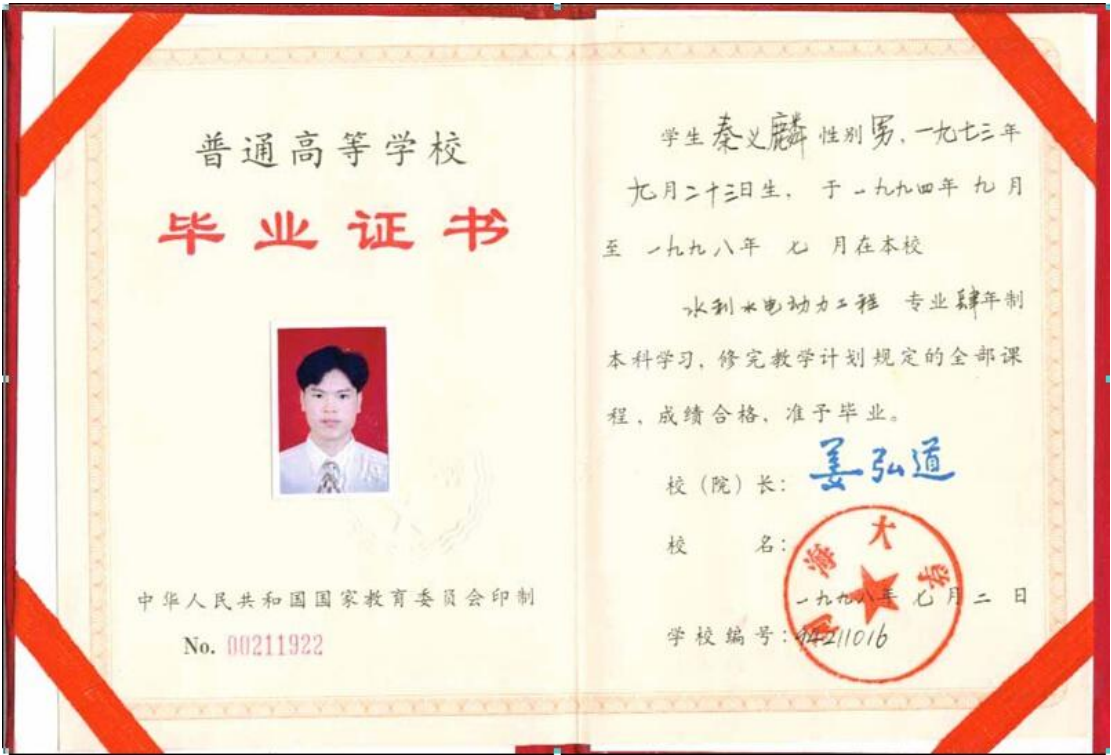 普通高等学校
毕业证书
中华人民共和国国家教育委员会印制
No. 00211922
学生 秦义麟 性别 男，一九七三年
九月二十三日生，于一九九四年 九月
至 一九九八年 七 月在本校
水利水电动力工程 专业 肆年制
本科学习，修完教学计划规定的全部课
程，成绩合格，准予毕业。
校（院）长：姜弘道
校 名：
河海大学
一九九八年 七月二 日
学校编号：94211016